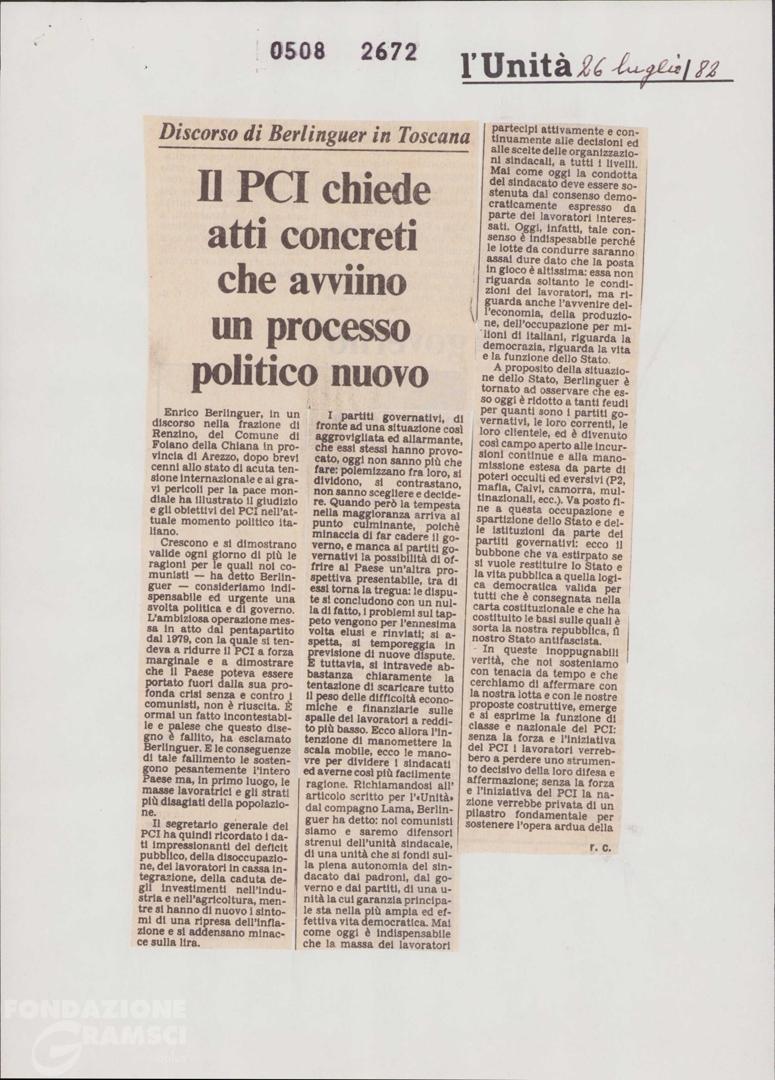 0508 2672
l'Unità 26 luglio/82
Discorso di Berlinguer in Toscana
Il PCI chiede
atti concreti
che avviino
un processo
politico nuovo
Enrico Berlinguer, in un
discorso nella frazione di
Renzino, del Comune di
Foiano della Chiana in pro-
vincia di Arezzo, dopo brevi
cenni allo stato di acuta ten-
sione internazionale e ai gra-
vi pericoli per la pace mon-
diale ha illustrato il giudizio
e gli obiettivi del PCI nell'at-
tuale momento politico ita-
liano.
Crescono e si dimostrano
valide ogni giorno di più le
ragioni per le quali noi co-
munisti — ha detto Berlin-
guer — consideriamo indi-
spensabile ed urgente una
svolta politica e di governo.
L'ambiziosa operazione mes-
sa in atto dal pentapartito
dal 1979, con la quale si ten-
deva a ridurre il PCI a forza
marginale e a dimostrare
che il Paese poteva essere
portato fuori dalla sua pro-
fonda crisi senza e contro i
comunisti, non è riuscita. È
ormai un fatto incontestabi-
le e palese che questo dise-
gno è fallito, ha esclamato
Berlinguer. E le conseguenze
di tale fallimento le sosten-
gono pesantemente l'intero
Paese ma, in primo luogo, le
masse lavoratrici e gli strati
più disagiati della popolazio-
ne.
Il segretario generale del
PCI ha quindi ricordato i da-
ti impressionanti del deficit
pubblico, della disoccupazio-
ne, dei lavoratori in cassa in-
tegrazione, della caduta de-
gli investimenti nell'indu-
stria e nell'agricoltura, men-
tre si hanno di nuovo i sinto-
mi di una ripresa dell'infla-
zione e si addensano minac-
ce sulla lira.
I partiti governativi, di
fronte ad una situazione così
aggrovigliata ed allarmante,
che essi stessi hanno provo-
cato, oggi non sanno più che
fare: polemizzano fra loro, si
dividono, si contrastano,
non sanno scegliere e decide-
re. Quando però la tempesta
nella maggioranza arriva al
punto culminante, poichè
minaccia di far cadere il go-
verno, e manca ai partiti go-
vernativi la possibilità di of-
frire al Paese un'altra pro-
spettiva presentabile, tra di
essi torna la tregua: le dispu-
te si concludono con un nul-
la di fatto, i problemi sul tap-
peto vengono per l'ennesima
volta elusi e rinviati; si a-
spetta, si temporeggia in
previsione di nuove dispute.
E tuttavia, si intravede ab-
bastanza chiaramente la
tentazione di scaricare tutto
il peso delle difficoltà econo-
miche e finanziarie sulle
spalle dei lavoratori a reddi-
to più basso. Ecco allora l'in-
tenzione di manomettere la
scala mobile, ecco le mano-
vre per dividere i sindacati
ed averne così più facilmente
ragione. Richiamandosi all'
articolo scritto per l'«Unità»
dal compagno Lama, Berlin-
guer ha detto: noi comunisti
siamo e saremo difensori
strenui dell'unità sindacale,
di una unità che si fondi sul-
la piena autonomia del sin-
dacato dai padroni, dal go-
verno e dai partiti, di una u-
nità la cui garanzia principa-
le sta nella più ampia ed ef-
fettiva vita democratica. Mai
come oggi è indispensabile
che la massa dei lavoratori
partecipi attivamente e con-
tinuamente alle decisioni ed
alle scelte delle organizzazio-
ni sindacali, a tutti i livelli.
Mai come oggi la condotta
del sindacato deve essere so-
stenuta dal consenso demo-
craticamente espresso da
parte dei lavoratori interes-
sati. Oggi, infatti, tale con-
senso è indispesabile perché
le lotte da condurre saranno
assai dure dato che la posta
in gioco è altissima: essa non
riguarda soltanto le condi-
zioni dei lavoratori, ma ri-
guarda anche l'avvenire del-
l'economia, della produzio-
ne, dell'occupazione per mi-
lioni di italiani, riguarda la
democrazia, riguarda la vita
e la funzione dello Stato.
A proposito della situazio-
ne dello Stato, Berlinguer è
tornato ad osservare che es-
so oggi è ridotto a tanti feudi
per quanti sono i partiti go-
vernativi, le loro correnti, le
loro clientele, ed è divenuto
così campo aperto alle incur-
sioni continue e alla mano-
missione estesa da parte di
poteri occulti ed eversivi (P2,
mafia, Calvi, camorra, mul-
tinazionali, ecc.). Va posto fi-
ne a questa occupazione e
spartizione dello Stato e del-
le istituzioni da parte dei
partiti governativi: ecco il
bubbone che va estirpato se
si vuole restituire lo Stato e
la vita pubblica a quella logi-
ca democratica valida per
tutti che è consegnata nella
carta costituzionale e che ha
costituito le basi sulle quali è
sorta la nostra repubblica, il
nostro Stato antifascista.
In queste inoppugnabili
verità, che noi sosteniamo
con tenacia da tempo e che
cerchiamo di affermare con
la nostra lotta e con le nostre
proposte costruttive, emerge
e si esprime la funzione di
classe e nazionale del PCI:
senza la forza e l'iniziativa
del PCI i lavoratori verreb-
bero a perdere uno strumen-
to decisivo della loro difesa e
affermazione; senza la forza
e l'iniziativa del PCI la na-
zione verrebbe privata di un
pilastro fondamentale per
sostenere l'opera ardua della
r. c.
FONDAZIONE
GRAMSCI